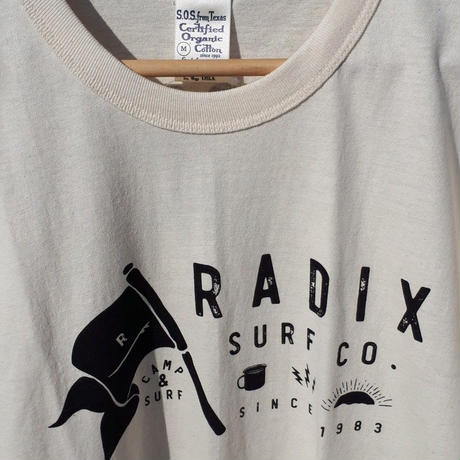 S.O.S. from Texas
Certified
Organic
M
Cotton
since 1992
RADIX
SURF CO.
R
CAMP
&
SURF
SINCE
1983